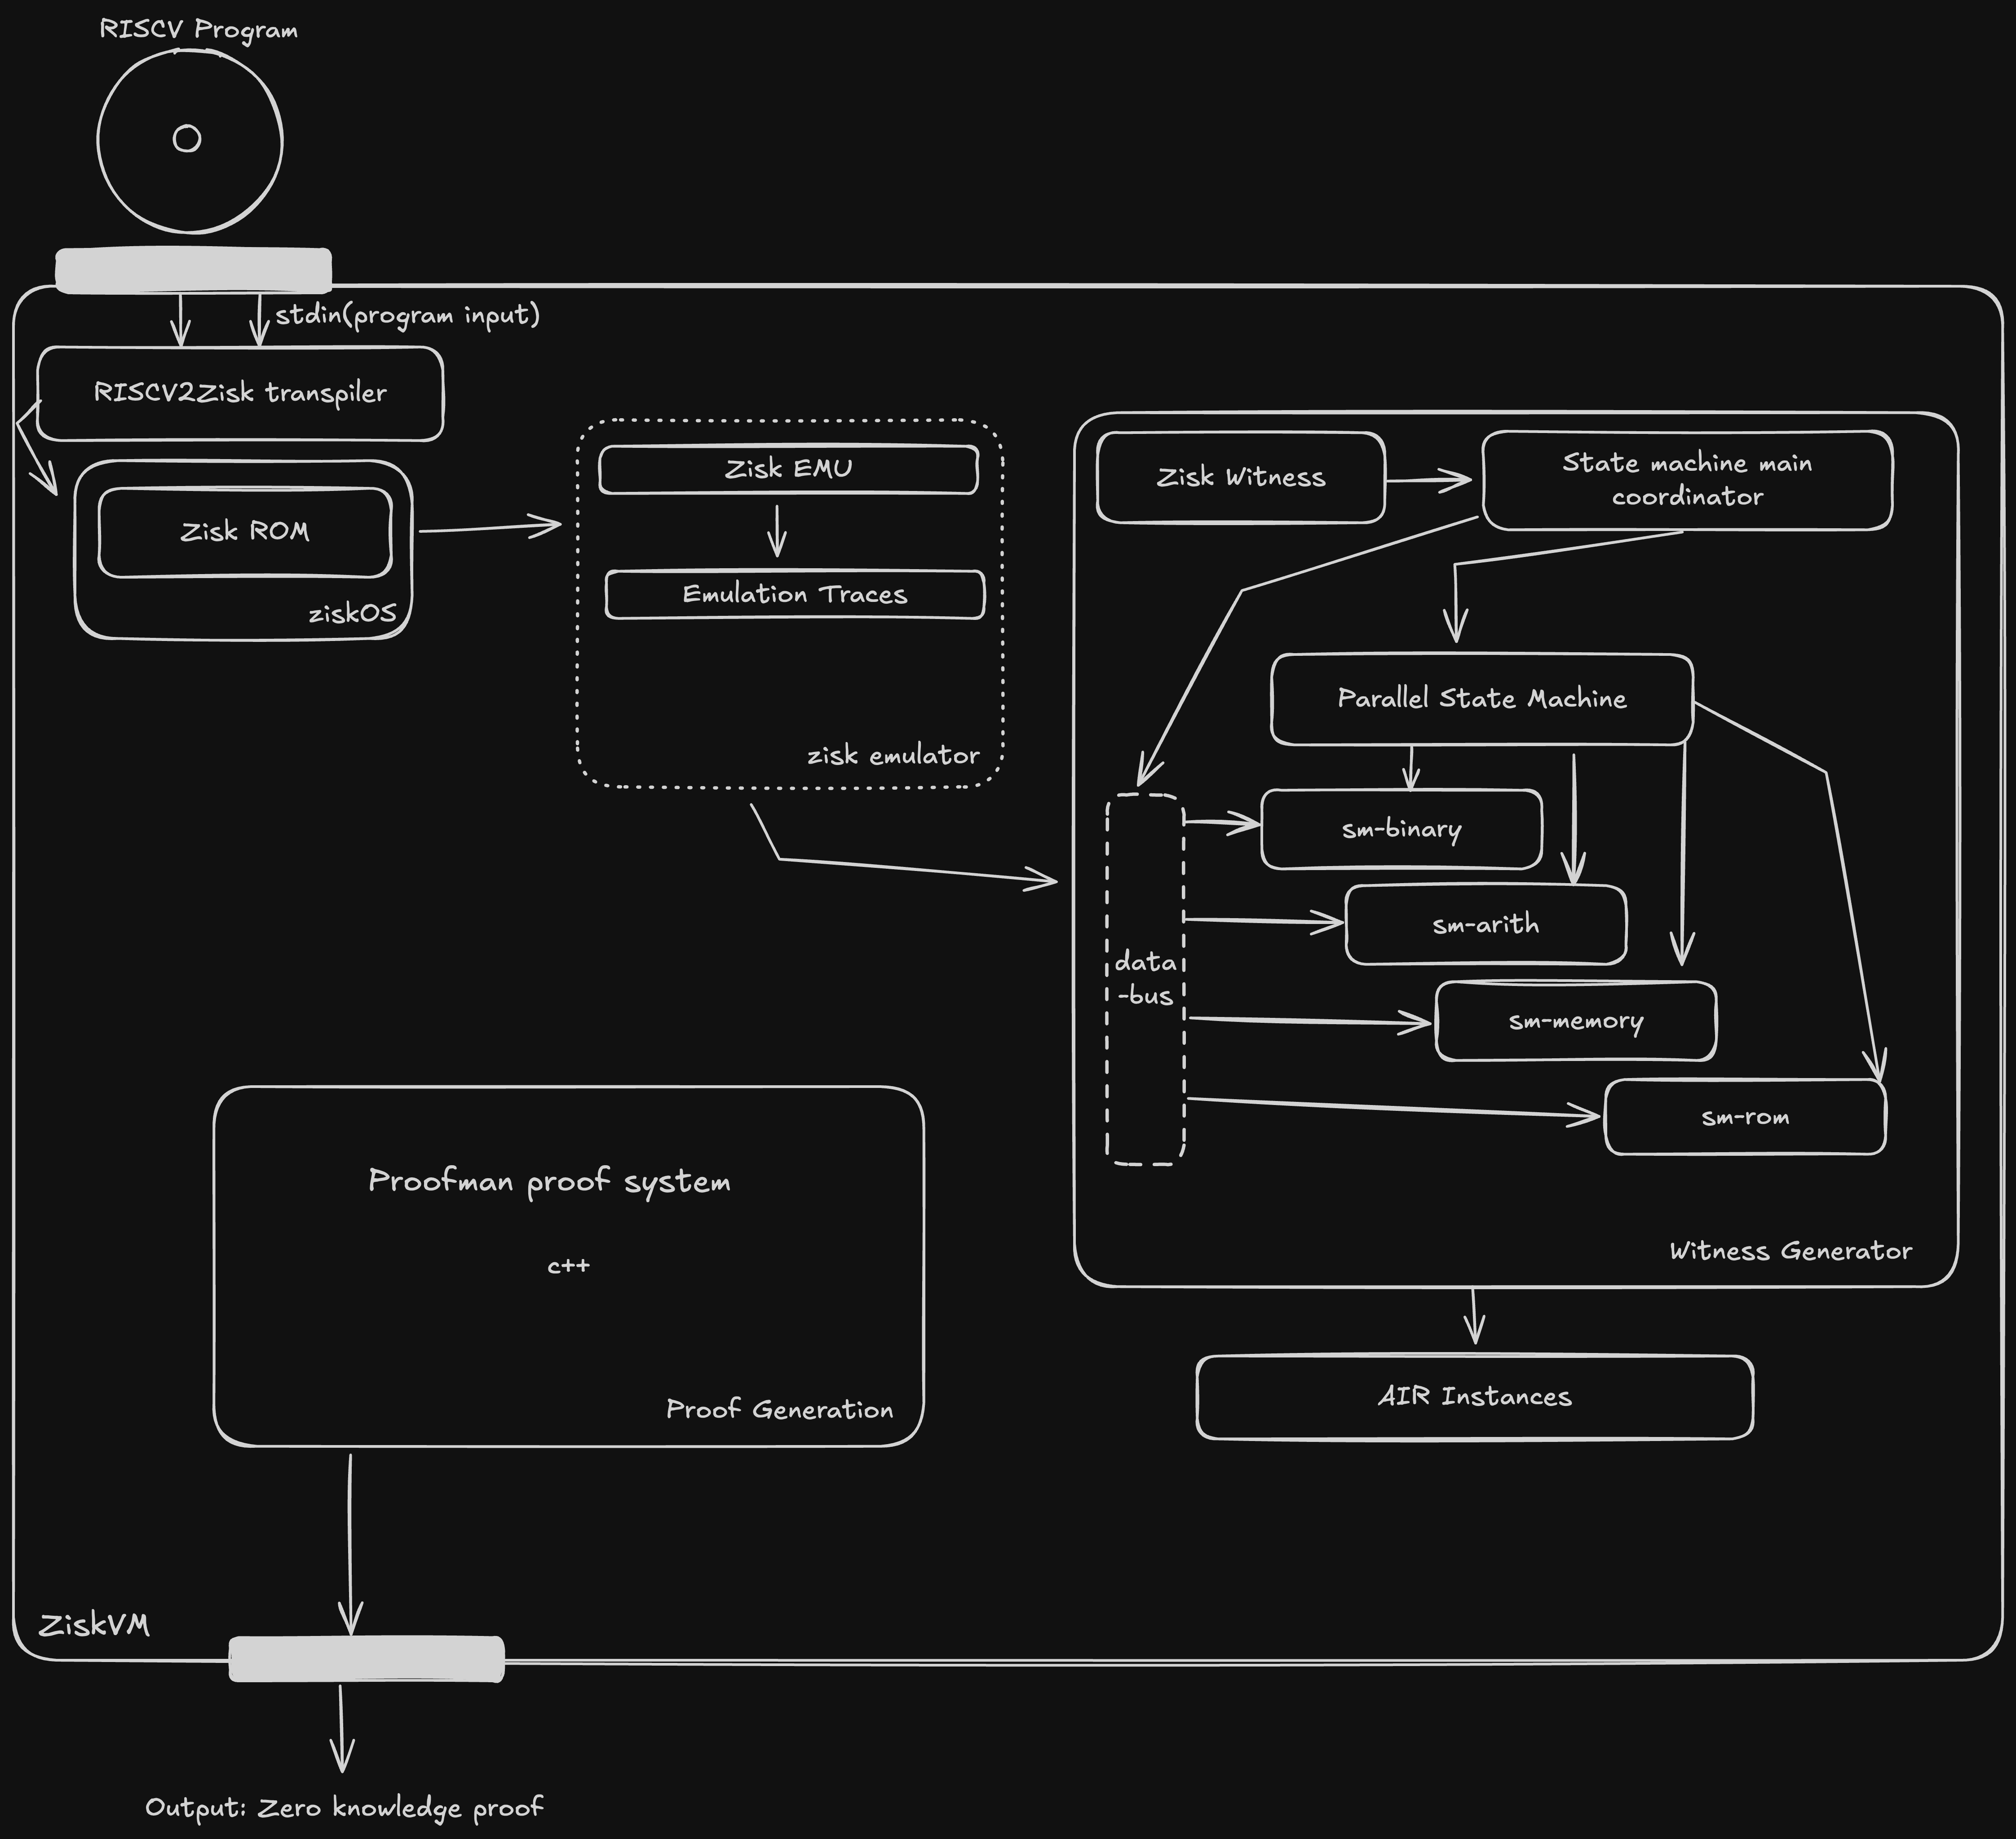 RISCV Program
stdin(program input)
RISCV2Zisk transpiler
Zisk ROM
ziskOS
Zisk EMU
Emulation Traces
zisk emulator
Zisk Witness
State machine main
coordinator
Parallel State Machine
sm-binary
sm-arith
data
-bus
sm-memory
sm-rom
Witness Generator
AIR Instances
Proofman proof system
c++
Proof Generation
ZiskVM
Output: Zero knowledge proof